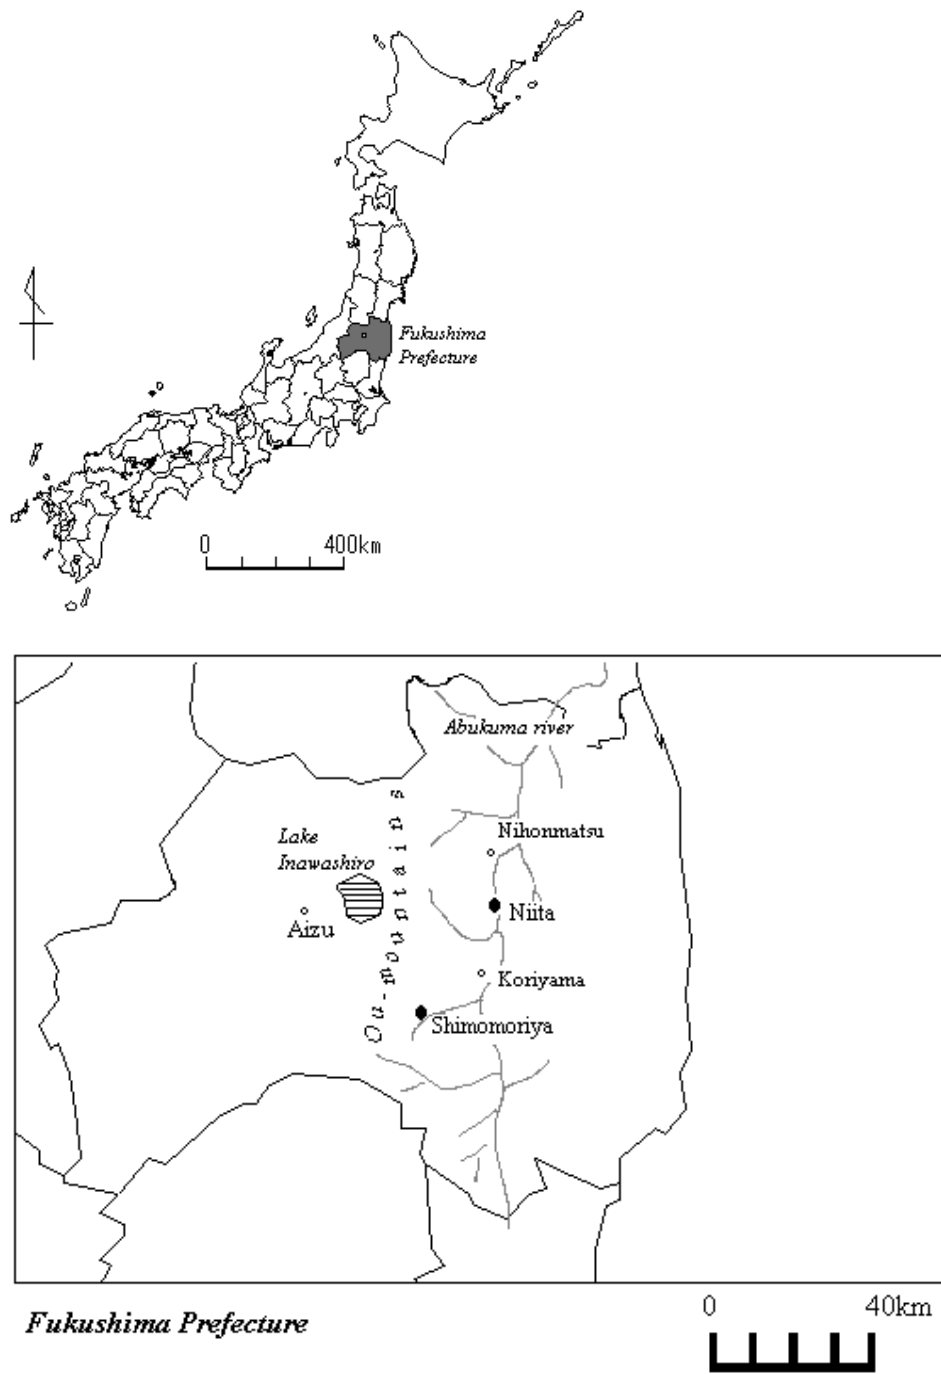 Fukushima
Prefecture
0 400km
Abukuma river
Nihonmatsu
Lake
Inawashiro
Ou-mountains
Niita
Aizu
Koriyama
Shimomoriya
0 40km
Fukushima Prefecture